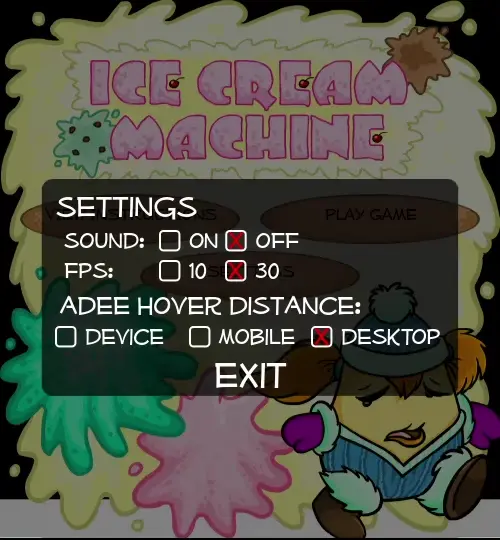 ICE CREAM
MACHINE
PLAY GAME
SETTINGS
SOUND: ON OFF
FPS: 10 30
ADEE HOVER DISTANCE:
DEVICE MOBILE DESKTOP
EXIT